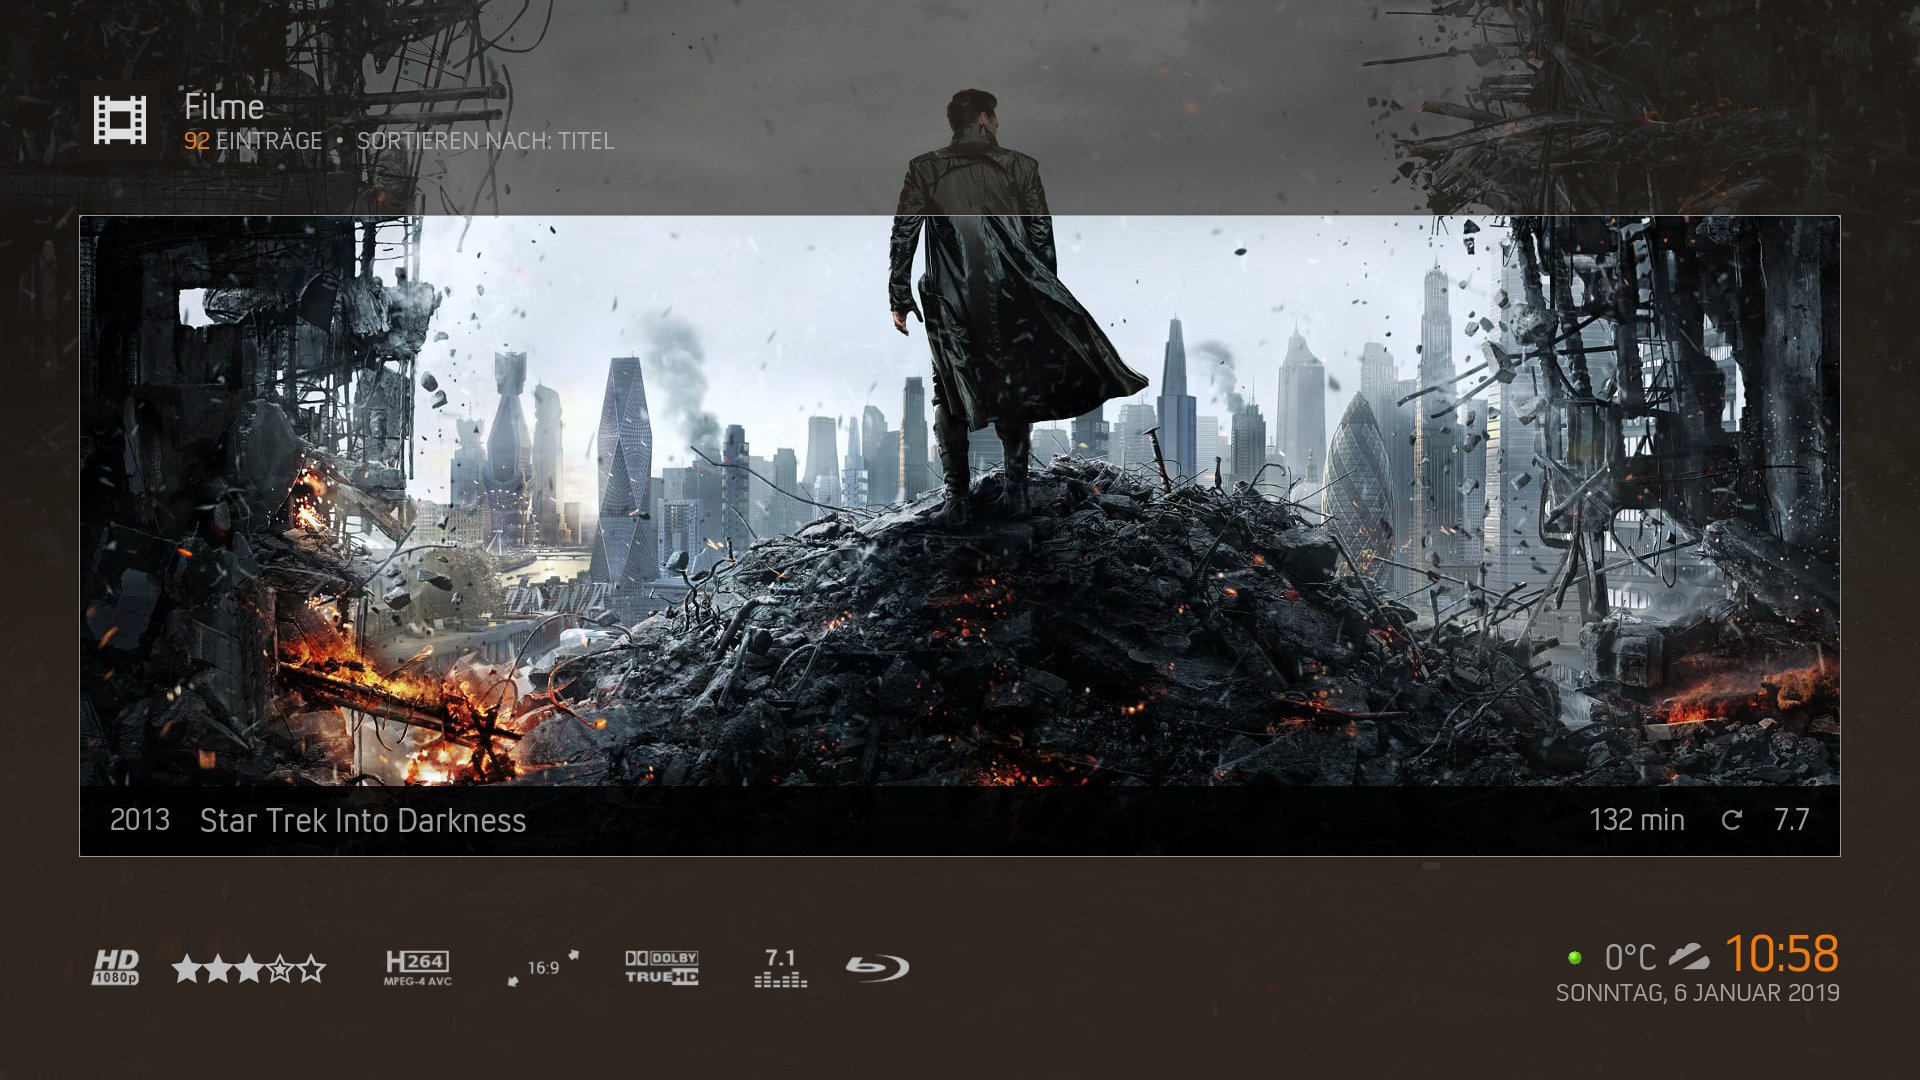 Filme
92 EINTRÄGE • SORTIEREN NACH: TITEL
2013 Star Trek Into Darkness 132 min 7.7
HD 1080p H264 MPEG-4 AVC 16:9 DOLBY TRUEHD 7.1
0°C 10:58
SONNTAG, 6 JANUAR 2019